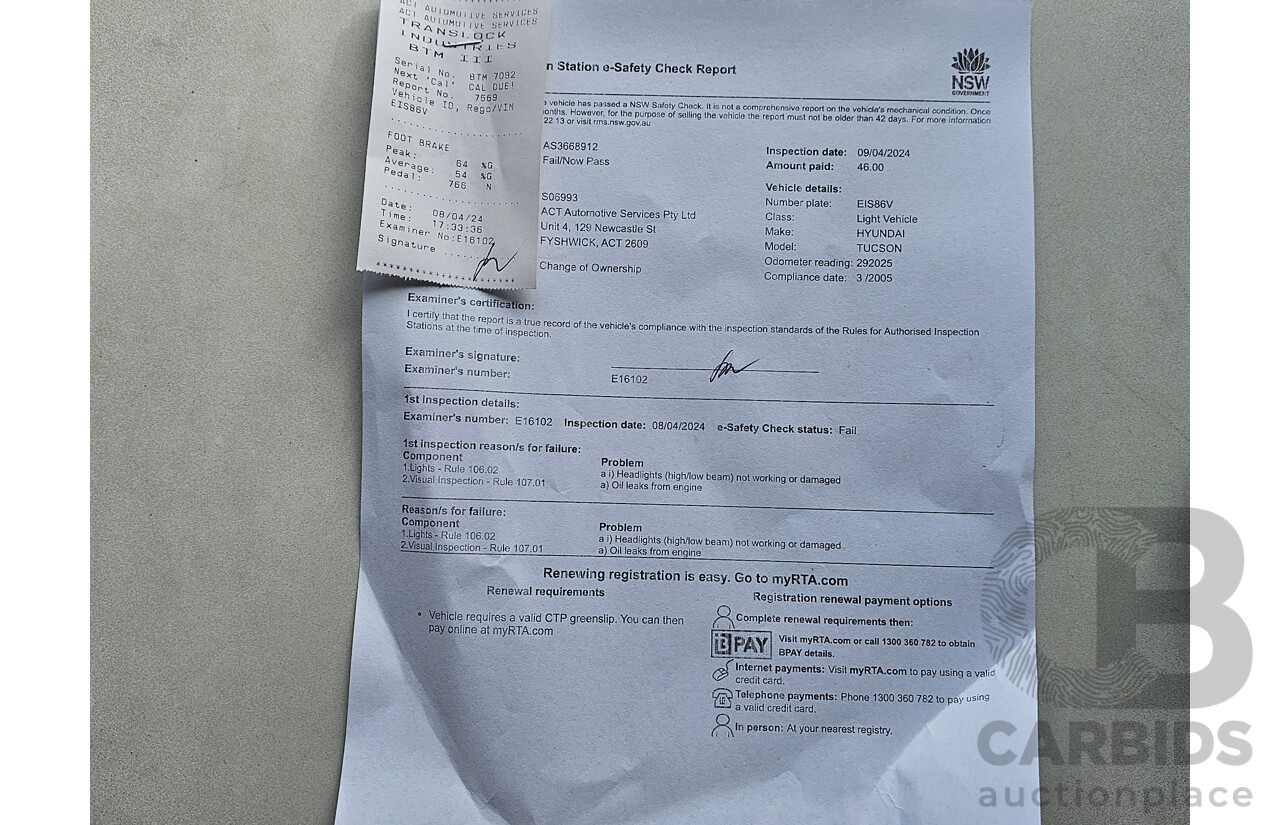 ACT AUTOMOTIVE SERVICES
ACT AUTOMOTIVE SERVICES
TRANSLOCK
INDUSTRIES
BTM III
Serial No. BTM 7092
Next 'Cal' CAL DUE!
Report No. 7569
Vehicle ID, Rego/VIN
EIS86V
FOOT BRAKE
Peak: 64 %G
Average: 54 %G
Pedal: 766 N
Date: 08/04/24
Time: 17:33:36
Examiner No:E16102
Signature
n Station e-Safety Check Report
NSW
GOVERNMENT
vehicle has passed a NSW Safety Check. It is not a comprehensive report on the vehicle's mechanical condition. Once
onths. However, for the purpose of selling the vehicle the report must not be older than 42 days. For more information
22 13 or visit rms.nsw.gov.au
AS3668912
Fail/Now Pass
Inspection date: 09/04/2024
Amount paid: 46.00
S06993
ACT Automotive Services Pty Ltd
Unit 4, 129 Newcastle St
FYSHWICK, ACT 2609
Change of Ownership
Vehicle details:
Number plate: EIS86V
Class: Light Vehicle
Make: HYUNDAI
Model: TUCSON
Odometer reading: 292025
Compliance date: 3 /2005
Examiner's certification:
I certify that the report is a true record of the vehicle's compliance with the inspection standards of the Rules for Authorised Inspection
Stations at the time of inspection.
Examiner's signature:
Examiner's number: E16102
1st inspection details:
Examiner's number: E16102 Inspection date: 08/04/2024 e-Safety Check status: Fail
1st inspection reason/s for failure:
Component Problem
1.Lights - Rule 106.02 a i) Headlights (high/low beam) not working or damaged
2.Visual Inspection - Rule 107.01 a) Oil leaks from engine
Reason/s for failure:
Component Problem
1.Lights - Rule 106.02 a i) Headlights (high/low beam) not working or damaged
2.Visual inspection - Rule 107.01 a) Oil leaks from engine
Renewing registration is easy. Go to myRTA.com
Renewal requirements
• Vehicle requires a valid CTP greenslip. You can then
pay online at myRTA.com
Registration renewal payment options
Complete renewal requirements then:
B PAY
Visit myRTA.com or call 1300 360 782 to obtain
BPAY details.
Internet payments: Visit myRTA.com to pay using a valid
credit card.
Telephone payments: Phone 1300 360 782 to pay using
a valid credit card.
In person: At your nearest registry.
CB
CARBIDS
auctionplace